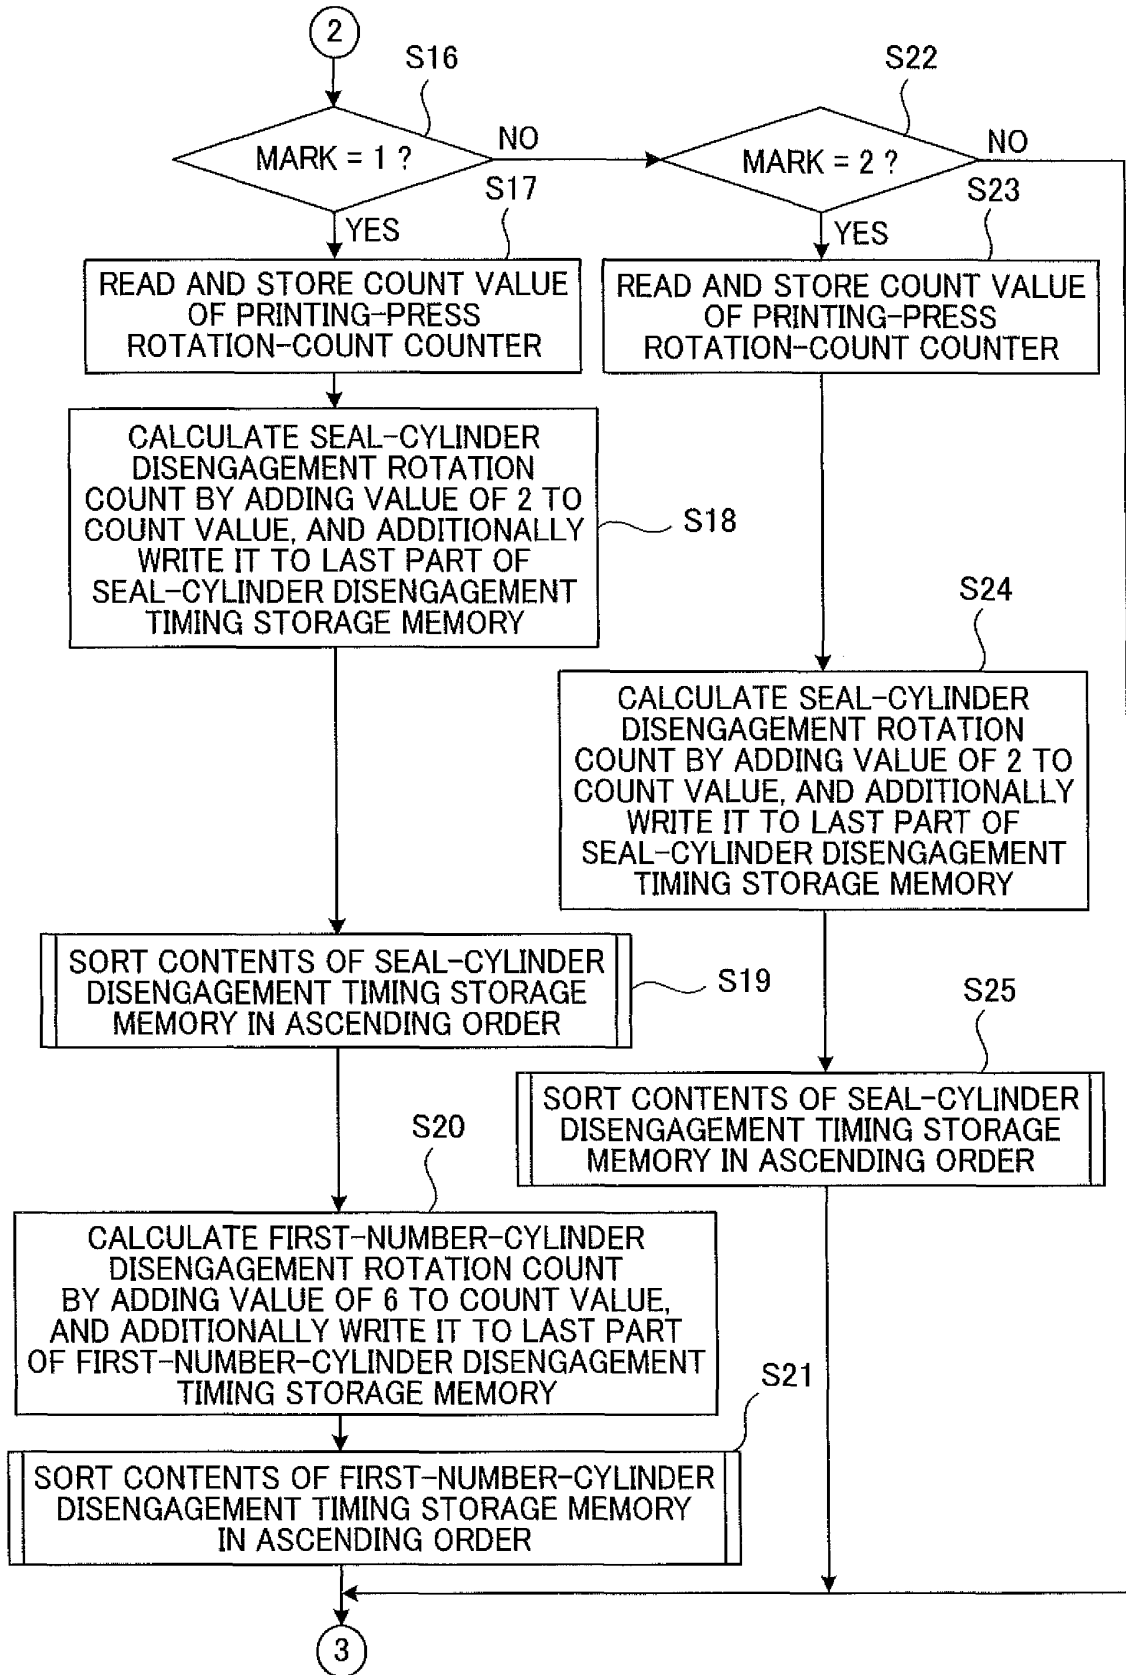 2
S16
S22
MARK = 1 ?
NO
MARK = 2 ?
NO
S17
S23
YES
YES
READ AND STORE COUNT VALUE
OF PRINTING-PRESS
ROTATION-COUNT COUNTER
READ AND STORE COUNT VALUE
OF PRINTING-PRESS
ROTATION-COUNT COUNTER
CALCULATE SEAL-CYLINDER
DISENGAGEMENT ROTATION
COUNT BY ADDING VALUE OF 2 TO
COUNT VALUE, AND ADDITIONALLY
WRITE IT TO LAST PART OF
SEAL-CYLINDER DISENGAGEMENT
TIMING STORAGE MEMORY
S18
S24
CALCULATE SEAL-CYLINDER
DISENGAGEMENT ROTATION
COUNT BY ADDING VALUE OF 2 TO
COUNT VALUE, AND ADDITIONALLY
WRITE IT TO LAST PART OF
SEAL-CYLINDER DISENGAGEMENT
TIMING STORAGE MEMORY
SORT CONTENTS OF SEAL-CYLINDER
DISENGAGEMENT TIMING STORAGE
MEMORY IN ASCENDING ORDER
S19
S25
SORT CONTENTS OF SEAL-CYLINDER
DISENGAGEMENT TIMING STORAGE
MEMORY IN ASCENDING ORDER
S20
CALCULATE FIRST-NUMBER-CYLINDER
DISENGAGEMENT ROTATION COUNT
BY ADDING VALUE OF 6 TO COUNT VALUE,
AND ADDITIONALLY WRITE IT TO LAST PART
OF FIRST-NUMBER-CYLINDER DISENGAGEMENT
TIMING STORAGE MEMORY
S21
SORT CONTENTS OF FIRST-NUMBER-CYLINDER
DISENGAGEMENT TIMING STORAGE MEMORY
IN ASCENDING ORDER
3